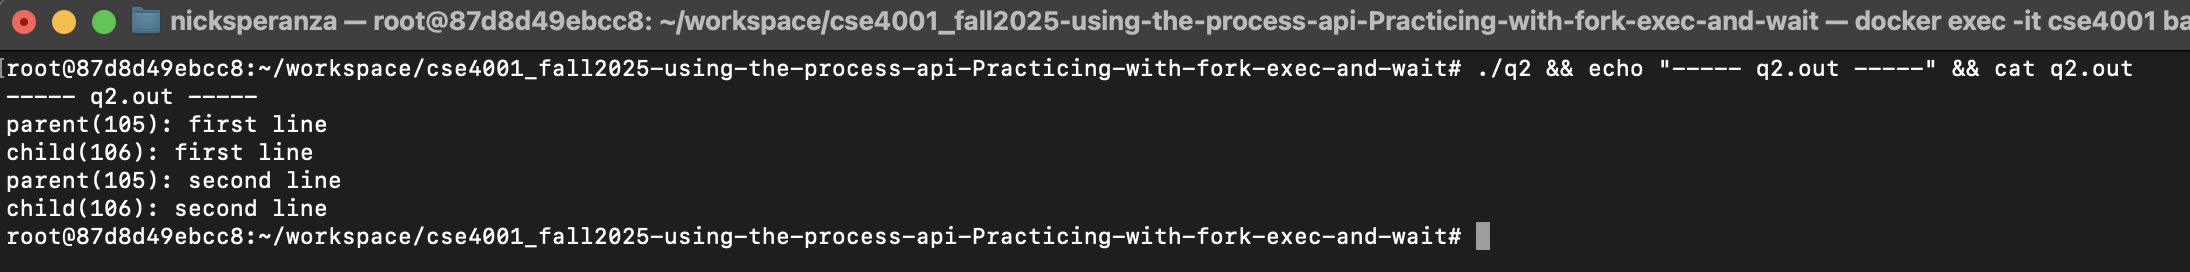 nicksperanza — root@87d8d49ebcc8: ~/workspace/cse4001_fall2025-using-the-process-api-Practicing-with-fork-exec-and-wait — docker exec -it cse4001 ba
root@87d8d49ebcc8:~/workspace/cse4001_fall2025-using-the-process-api-Practicing-with-fork-exec-and-wait# ./q2 && echo "----- q2.out -----" && cat q2.out
----- q2.out -----
parent(105): first line
child(106): first line
parent(105): second line
child(106): second line
root@87d8d49ebcc8:~/workspace/cse4001_fall2025-using-the-process-api-Practicing-with-fork-exec-and-wait#